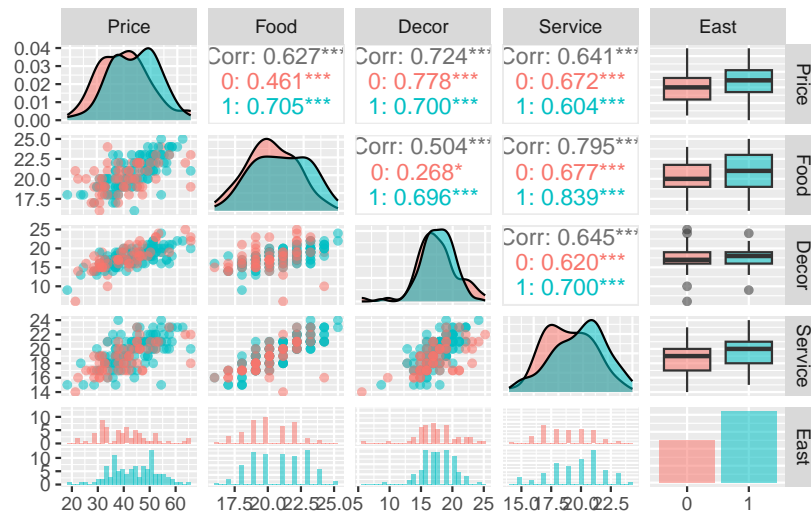 Price Food Decor Service East
0.04 0.03 0.02 0.01 0.00
Corr: 0.627***
0: 0.461***
1: 0.705***
Corr: 0.724***
0: 0.778***
1: 0.700***
Corr: 0.641***
0: 0.672***
1: 0.604***
Price
25.0 22.5 20.0 17.5
Corr: 0.504***
0: 0.268*
1: 0.696***
Corr: 0.795***
0: 0.677***
1: 0.839***
Food
25 20 15 10
Corr: 0.645***
0: 0.620***
1: 0.700***
Decor
24 22 20 18 16 14
Service
10 5 0
10 5 0
East
20 30 40 50 60 17.5 20.0 22.5 25.0 5 10 15 20 25 15.0 17.5 20.0 22.5 0 1